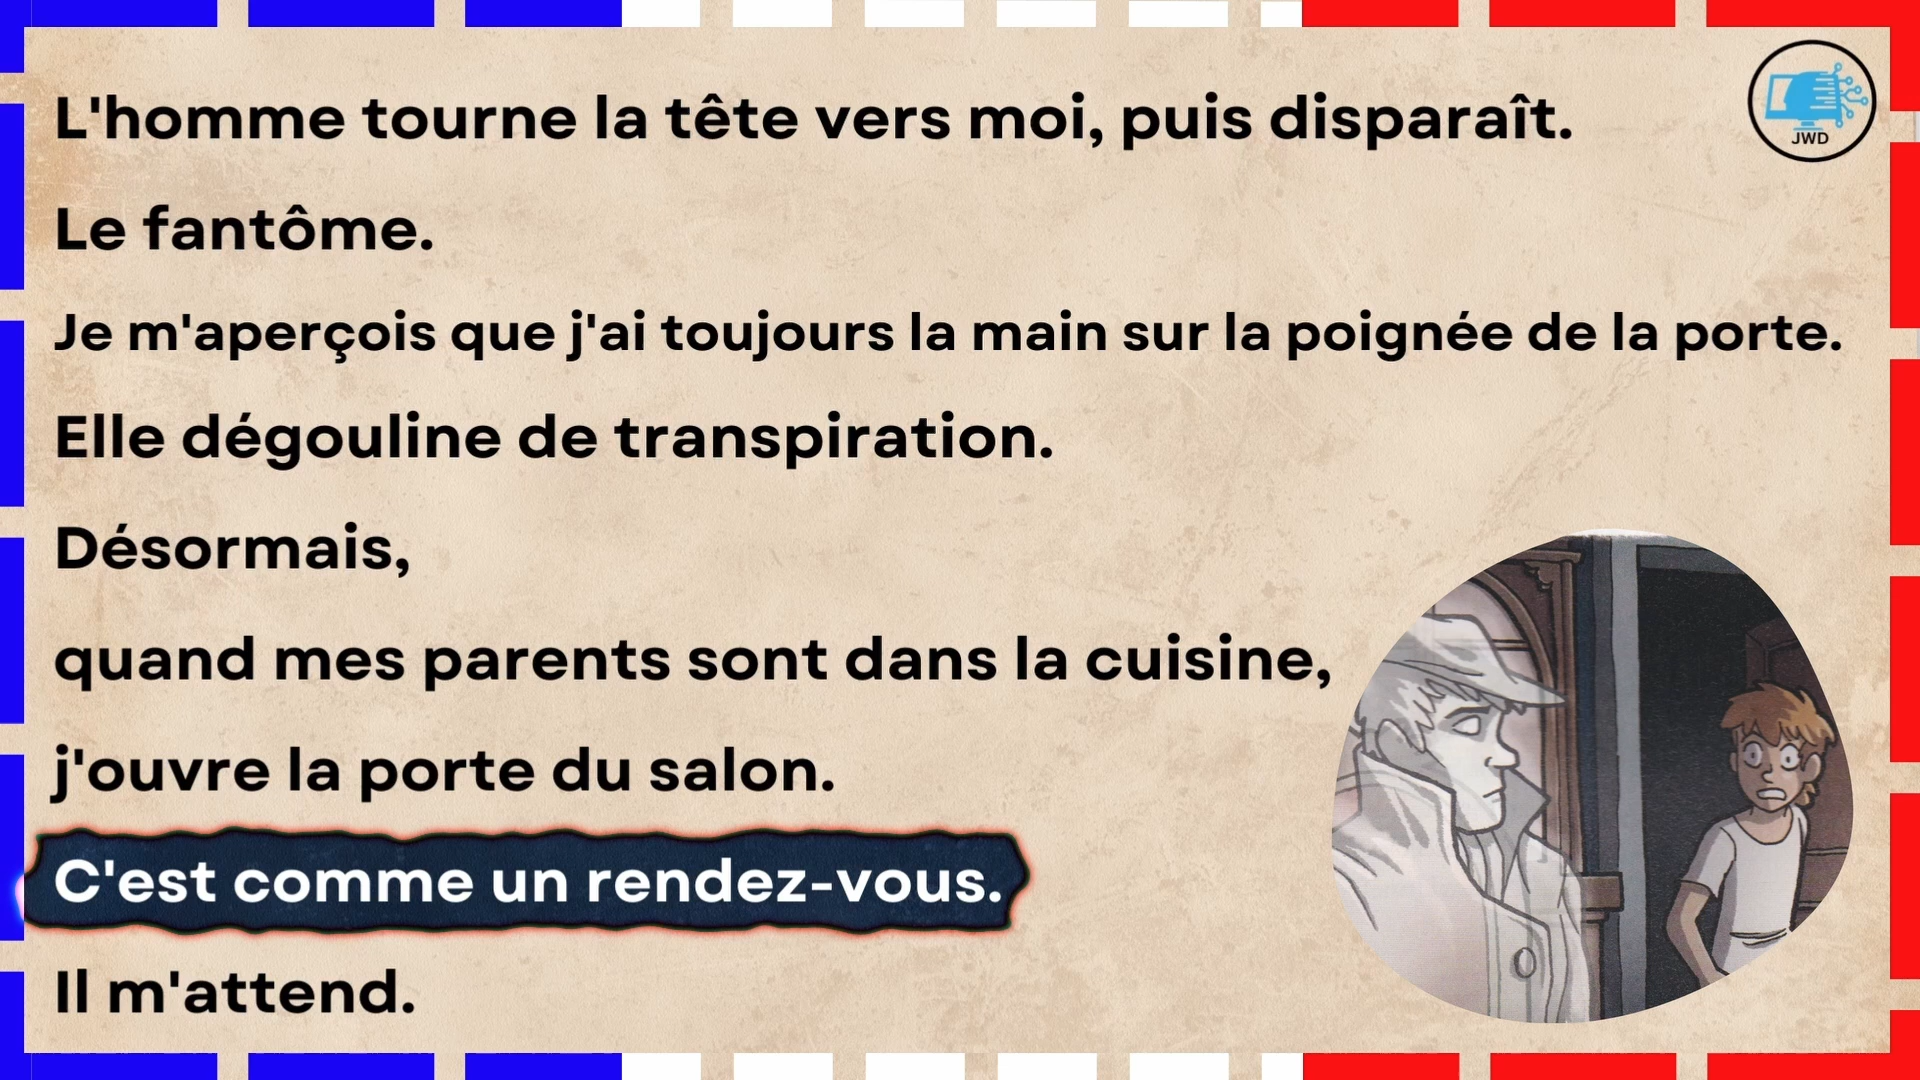 L'homme tourne la tête vers moi, puis disparaît.
JWD
Le fantôme.
Je m'aperçois que j'ai toujours la main sur la poignée de la porte.
Elle dégouline de transpiration.
Désormais,
quand mes parents sont dans la cuisine,
j'ouvre la porte du salon.
C'est comme un rendez-vous.
Il m'attend.